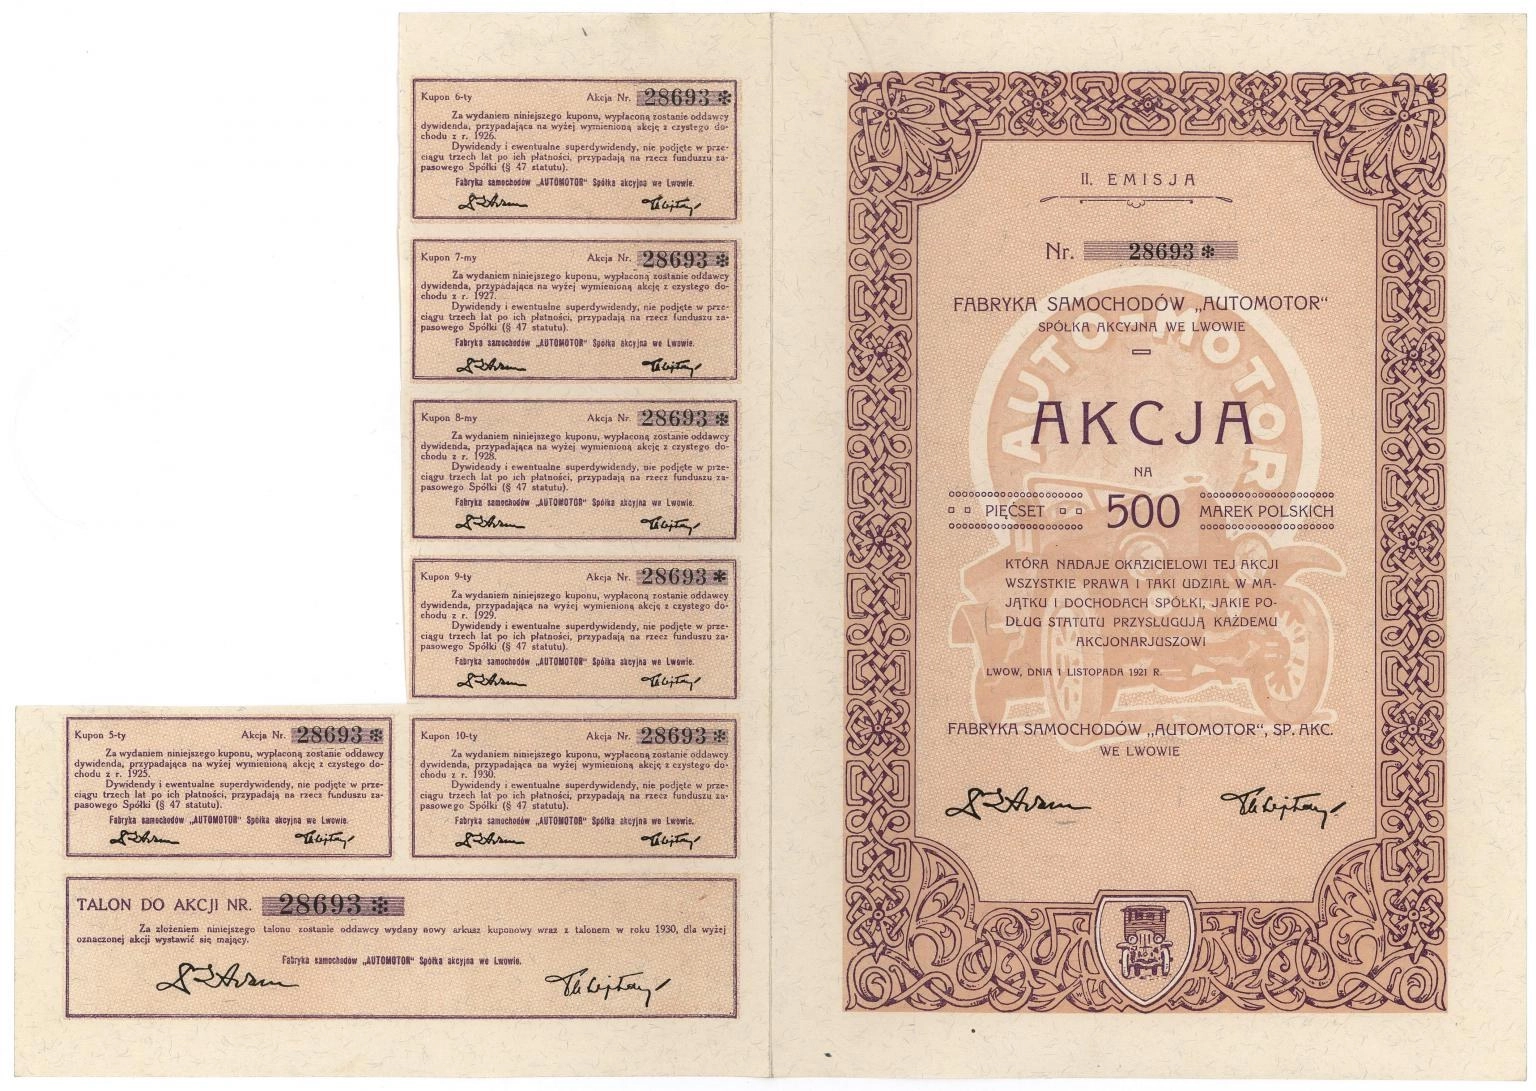 Kupon 6-ty Akcja Nr. 28693 *
Za wydaniem niniejszego kuponu, wypłaconą zostanie oddawcy
dywidenda, przypadająca na wyżej wymienioną akcję z czystego do-
chodu z r. 1926.
Dywidendy i ewentualne superdywidendy, nie podjęte w prze-
ciągu trzech lat po ich płatności, przypadają na rzecz funduszu za-
pasowego Spółki (§ 47 statutu).
Fabryka samochodów „AUTOMOTOR" Spółka akcyjna we Lwowie.
Kupon 7-my Akcja Nr. 28693 *
Za wydaniem niniejszego kuponu, wypłaconą zostanie oddawcy
dywidenda, przypadająca na wyżej wymienioną akcję z czystego do-
chodu z r. 1927.
Dywidendy i ewentualne superdywidendy, nie podjęte w prze-
ciągu trzech lat po ich płatności, przypadają na rzecz funduszu za-
pasowego Spółki (§ 47 statutu).
Fabryka samochodów „AUTOMOTOR" Spółka akcyjna we Lwowie.
Kupon 8-my Akcja Nr. 28693 *
Za wydaniem niniejszego kuponu, wypłaconą zostanie oddawcy
dywidenda, przypadająca na wyżej wymienioną akcję z czystego do-
chodu z r. 1928.
Dywidendy i ewentualne superdywidendy, nie podjęte w prze-
ciągu trzech lat po ich płatności, przypadają na rzecz funduszu za-
pasowego Spółki (§ 47 statutu).
Fabryka samochodów „AUTOMOTOR" Spółka akcyjna we Lwowie.
Kupon 9-ty Akcja Nr. 28693 *
Za wydaniem niniejszego kuponu, wypłaconą zostanie oddawcy
dywidenda, przypadająca na wyżej wymienioną akcję z czystego do-
chodu z r. 1929.
Dywidendy i ewentualne superdywidendy, nie podjęte w prze-
ciągu trzech lat po ich płatności, przypadają na rzecz funduszu za-
pasowego Spółki (§ 47 statutu).
Fabryka samochodów „AUTOMOTOR" Spółka akcyjna we Lwowie.
Kupon 5-ty Akcja Nr. 28693 *
Za wydaniem niniejszego kuponu, wypłaconą zostanie oddawcy
dywidenda, przypadająca na wyżej wymienioną akcję z czystego do-
chodu z r. 1925.
Dywidendy i ewentualne superdywidendy, nie podjęte w prze-
ciągu trzech lat po ich płatności, przypadają na rzecz funduszu za-
pasowego Spółki (§ 47 statutu).
Fabryka samochodów „AUTOMOTOR" Spółka akcyjna we Lwowie.
Kupon 10-ty Akcja Nr. 28693 *
Za wydaniem niniejszego kuponu, wypłaconą zostanie oddawcy
dywidenda, przypadająca na wyżej wymienioną akcję z czystego do-
chodu z r. 1930.
Dywidendy i ewentualne superdywidendy, nie podjęte w prze-
ciągu trzech lat po ich płatności, przypadają na rzecz funduszu za-
pasowego Spółki (§ 47 statutu).
Fabryka samochodów „AUTOMOTOR" Spółka akcyjna we Lwowie.
TALON DO AKCJI NR. 28693 *
Za złożeniem niniejszego talonu zostanie oddawcy wydany nowy arkusz kuponowy wraz z talonem w roku 1930, dla wyżej
oznaczonej akcji wystawić się mający.
Fabryka samochodów „AUTOMOTOR" Spółka akcyjna we Lwowie.
II. EMISJA
Nr. 28693 *
FABRYKA SAMOCHODÓW „AUTOMOTOR"
SPÓŁKA AKCYJNA WE LWOWIE
AUTO-MOTOR
AKCJA
NA
PIĘĆSET 500 MAREK POLSKICH
KTÓRA NADAJE OKAZICIELOWI TEJ AKCJI
WSZYSTKIE PRAWA I TAKI UDZIAŁ W MA-
JĄTKU I DOCHODACH SPÓŁKI, JAKIE PO-
DŁUG STATUTU PRZYSŁUGUJĄ KAŻDEMU
AKCJONARJUSZOWI
LWOW, DNIA 1 LISTOPADA 1921 R.
FABRYKA SAMOCHODÓW „AUTOMOTOR", SP. AKC.
WE LWOWIE